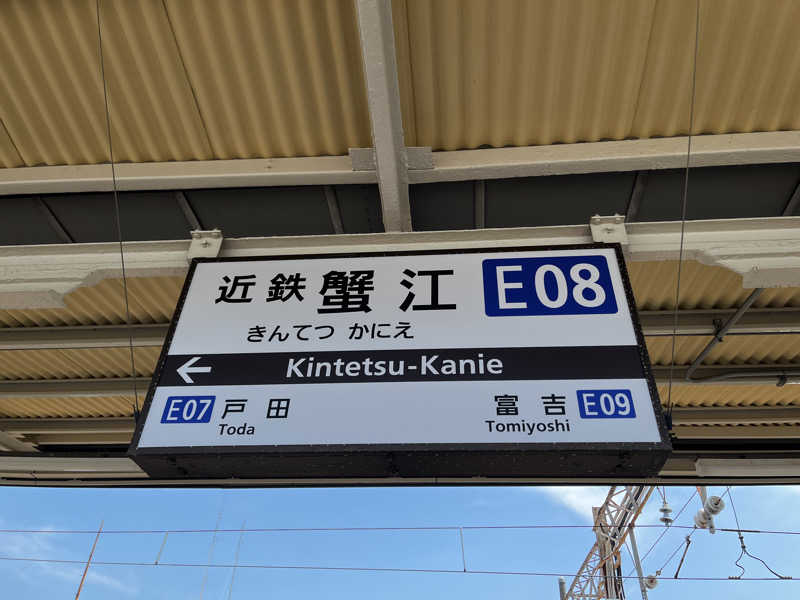 近鉄蟹江 E08
きんてつ かにえ
← Kintetsu-Kanie
E07 戸田 富吉 E09
Toda Tomiyoshi